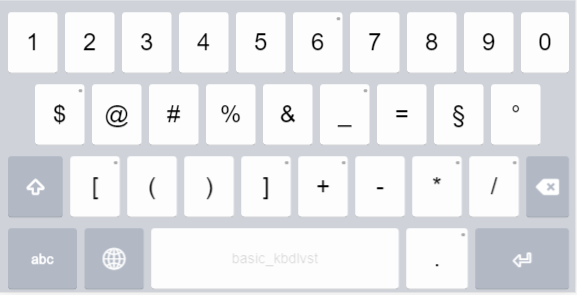 1 2 3 4 5 6 7 8 9 0
$ @ # % & _ = § °
[ ( ) ] + - * /
abc basic_kbdlvst .